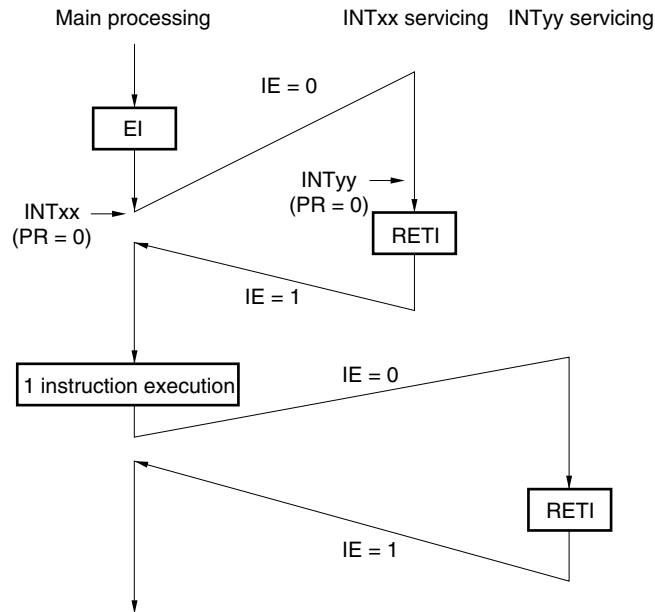 Main processing
INTxx servicing
INTyy servicing
IE = 0
EI
INTxx
(PR = 0)
INTyy
(PR = 0)
RETI
IE = 1
1 instruction execution
IE = 0
RETI
IE = 1